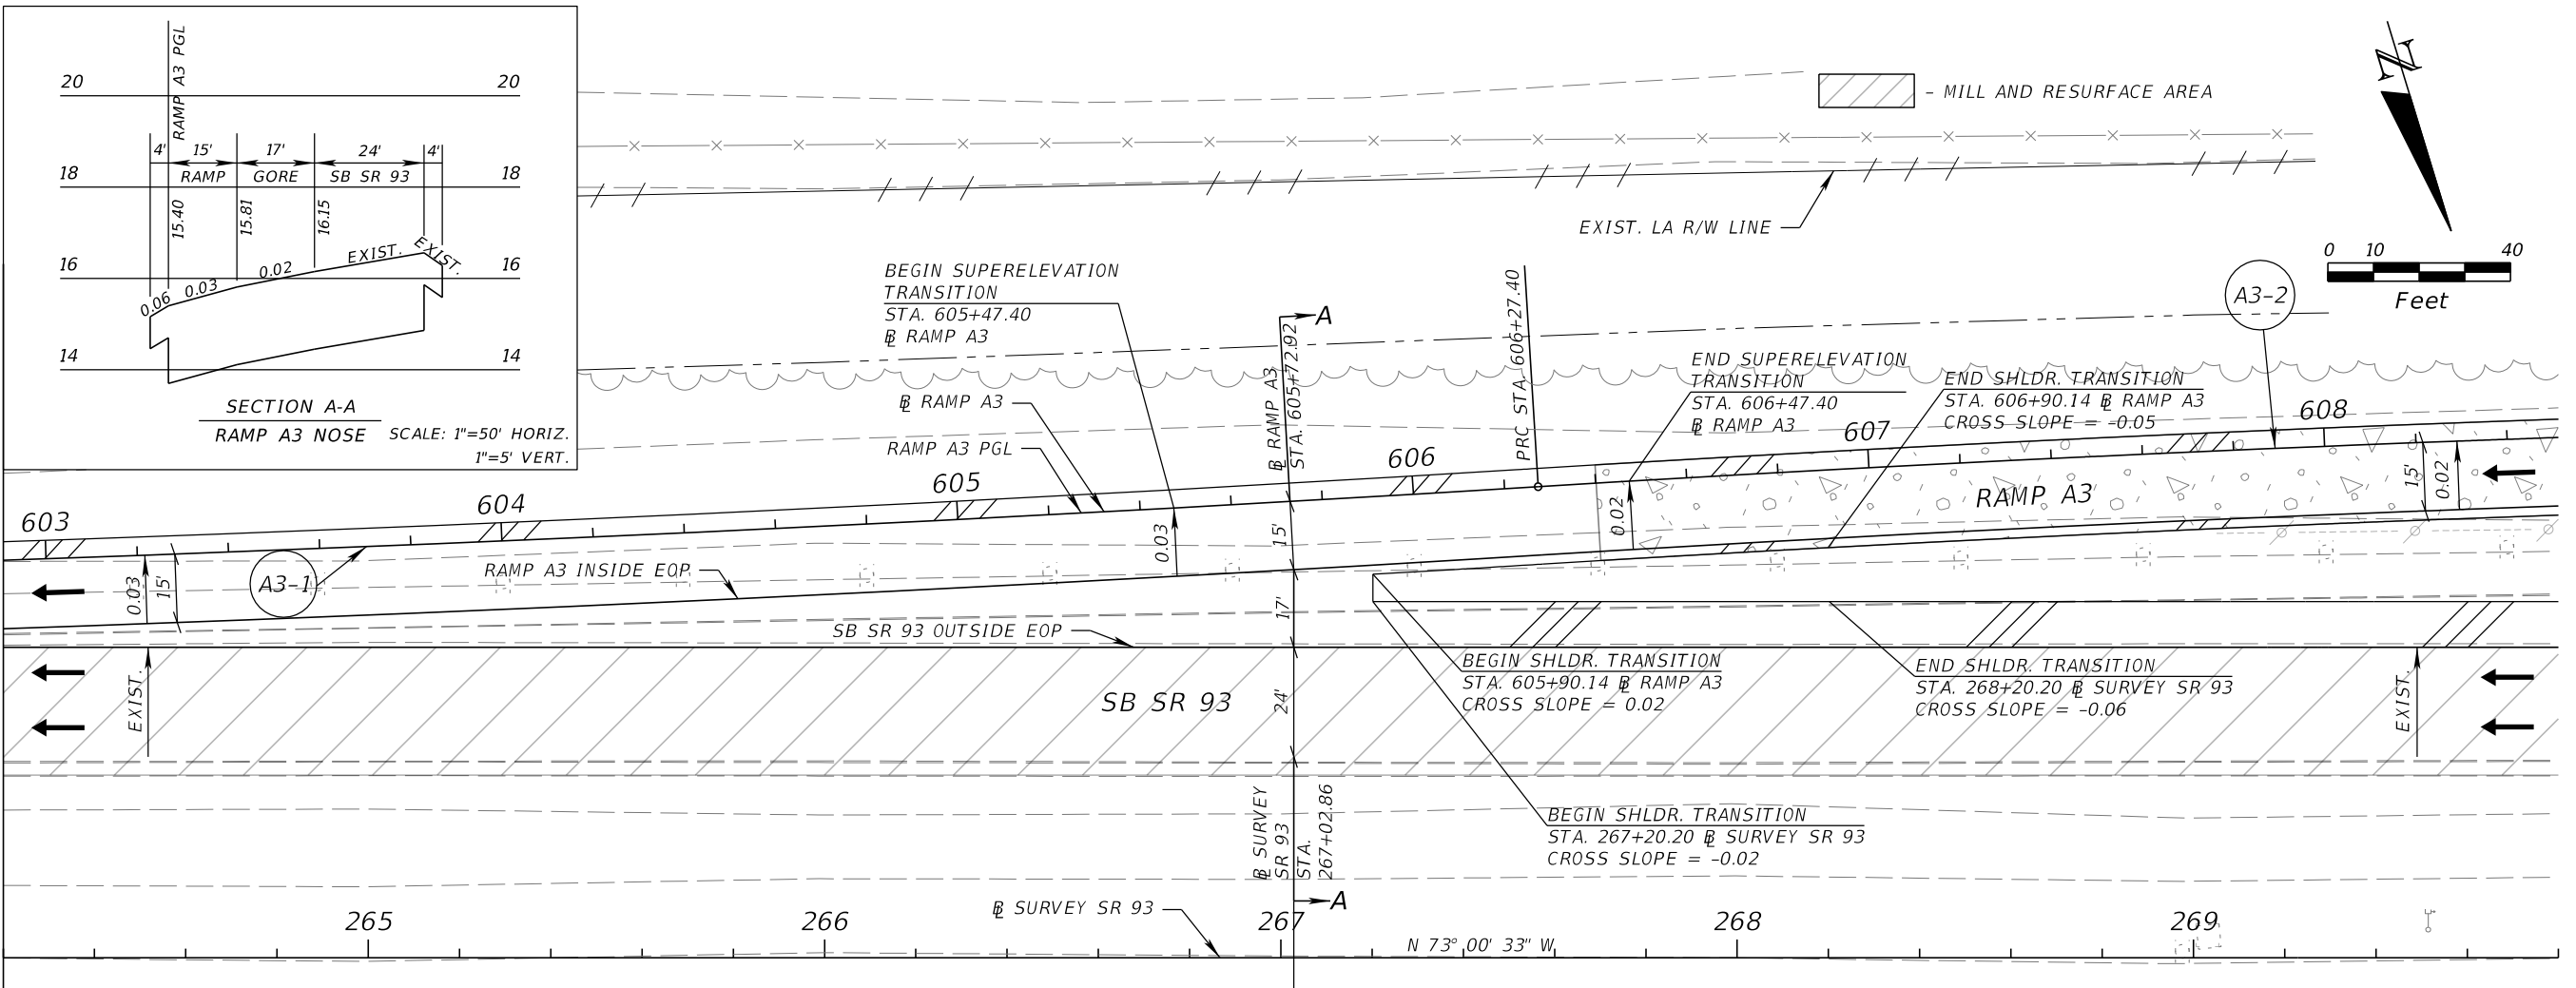 RAMP A3 PGL
20 20
4' 15' 17' 24' 4'
RAMP GORE SB SR 93
18 18
15.40
15.81
16.15
16 16
0.06 0.03 0.02 EXIST. EXIST.
14 14
SECTION A-A
RAMP A3 NOSE
SCALE: 1"=50' HORIZ.
1"=5' VERT.
- MILL AND RESURFACE AREA
N
EXIST. LA R/W LINE
0 10 40
Feet
A3-2
BEGIN SUPERELEVATION
TRANSITION
STA. 605+47.40
BL RAMP A3
A
BL RAMP A3
STA. 605+72.92
PRC STA. 606+27.40
END SUPERELEVATION
TRANSITION
STA. 606+47.40
BL RAMP A3
END SHLDR. TRANSITION
STA. 606+90.14 BL RAMP A3
CROSS SLOPE = -0.05
BL RAMP A3
RAMP A3 PGL
603 604 605 606 607 608
RAMP A3
0.03
15'
A3-1
RAMP A3 INSIDE EOP
0.03
15'
0.02
15'
0.02
17'
SB SR 93 OUTSIDE EOP
EXIST.
SB SR 93
24'
BEGIN SHLDR. TRANSITION
STA. 605+90.14 BL RAMP A3
CROSS SLOPE = 0.02
END SHLDR. TRANSITION
STA. 268+20.20 BL SURVEY SR 93
CROSS SLOPE = -0.06
EXIST.
BEGIN SHLDR. TRANSITION
STA. 267+20.20 BL SURVEY SR 93
CROSS SLOPE = -0.02
BL SURVEY
SR 93
STA.
267+02.86
A
BL SURVEY SR 93
265 266 267 268 269
N 73° 00' 33" W